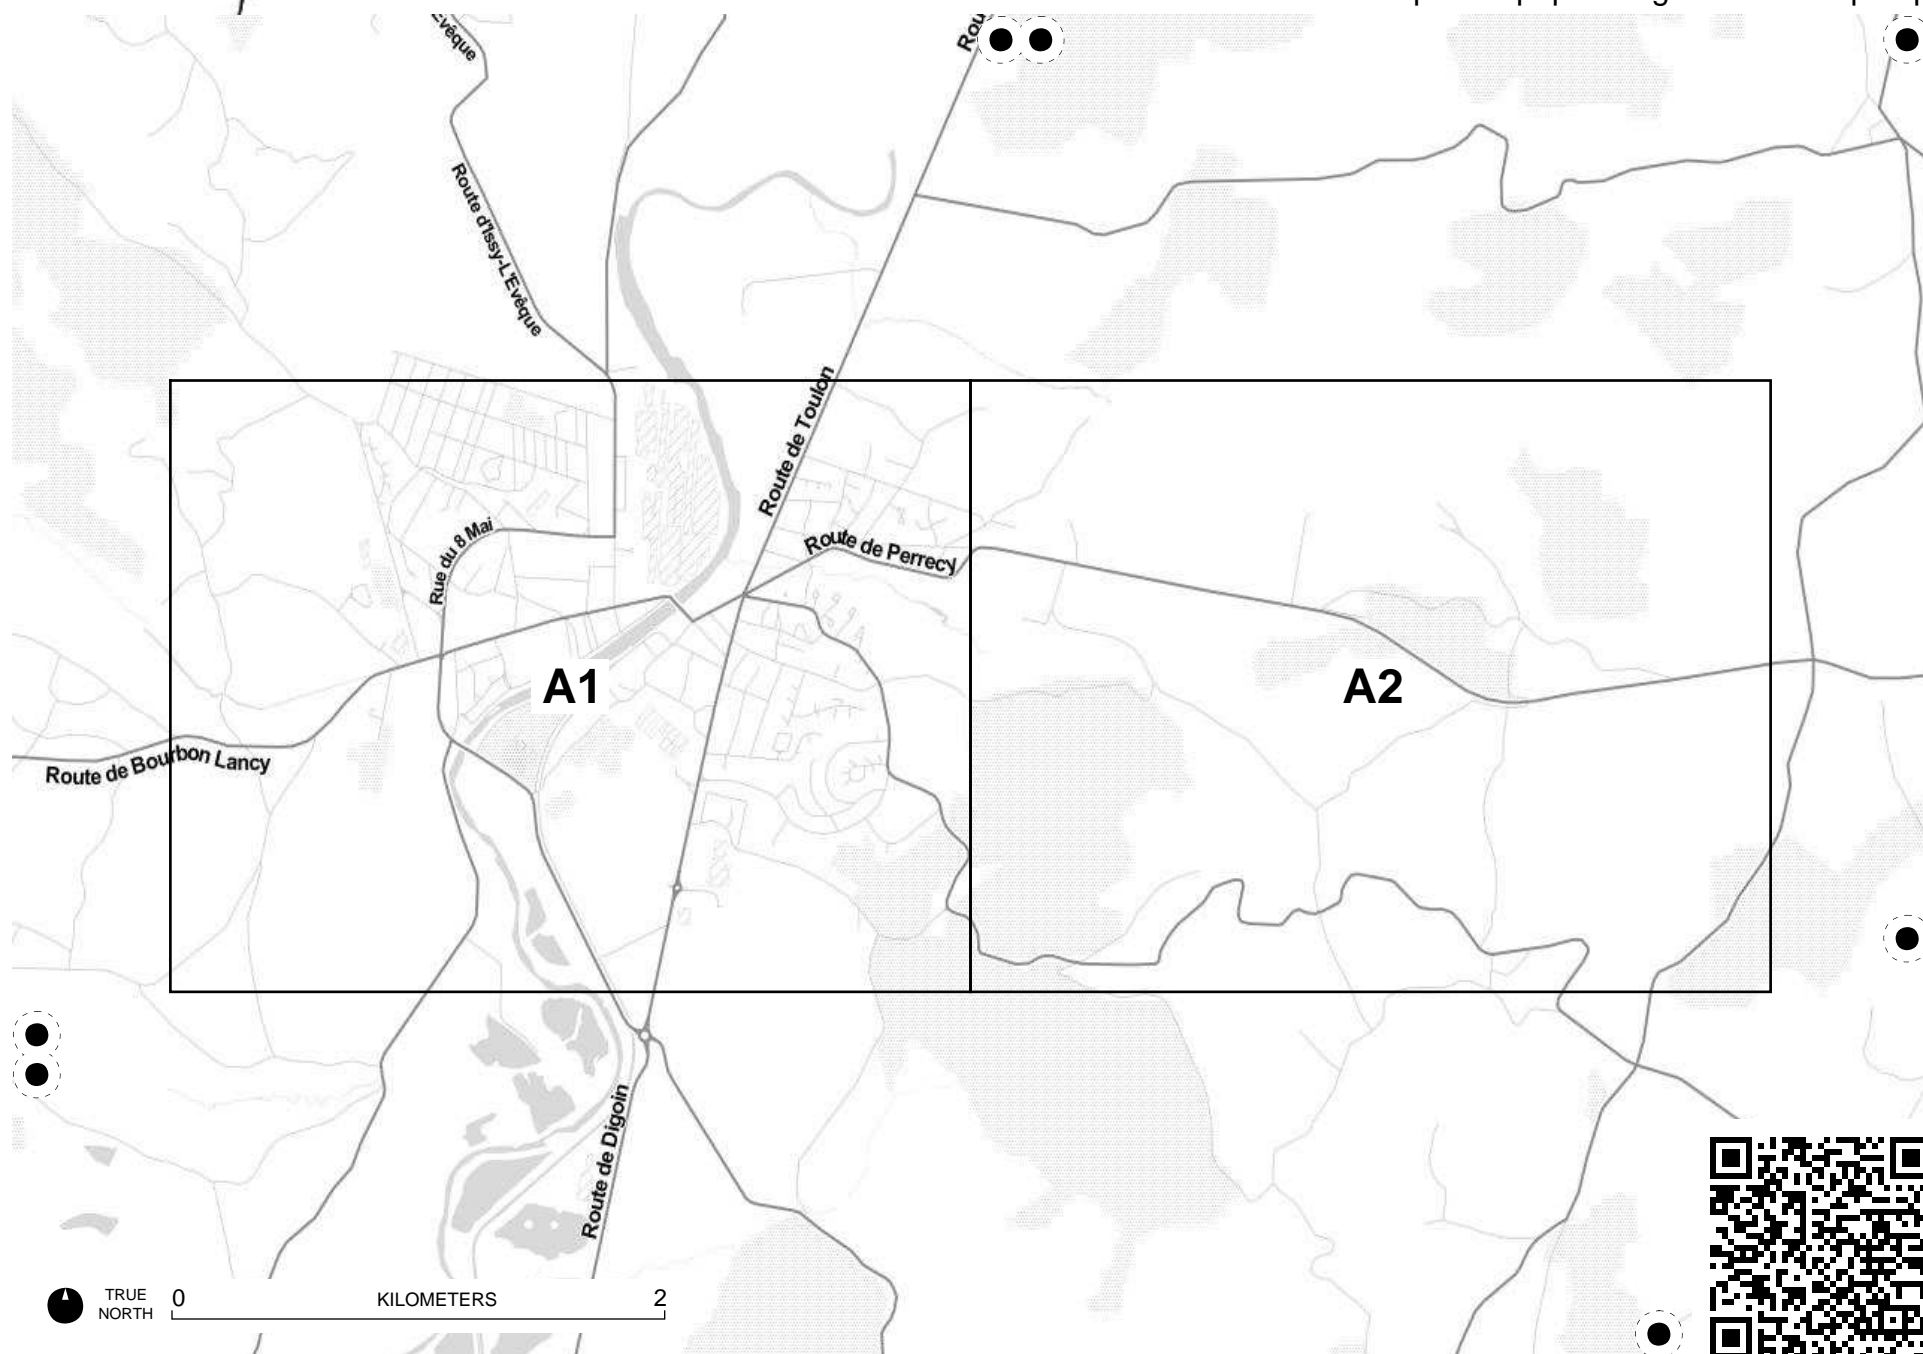 Route d'Issy-L'Evêque
Route de Toulon
Rue du 8 Mai
Route de Perrecy
A1
A2
Route de Bourbon Lancy
Route de Digoin
TRUE
NORTH
0
KILOMETERS
2